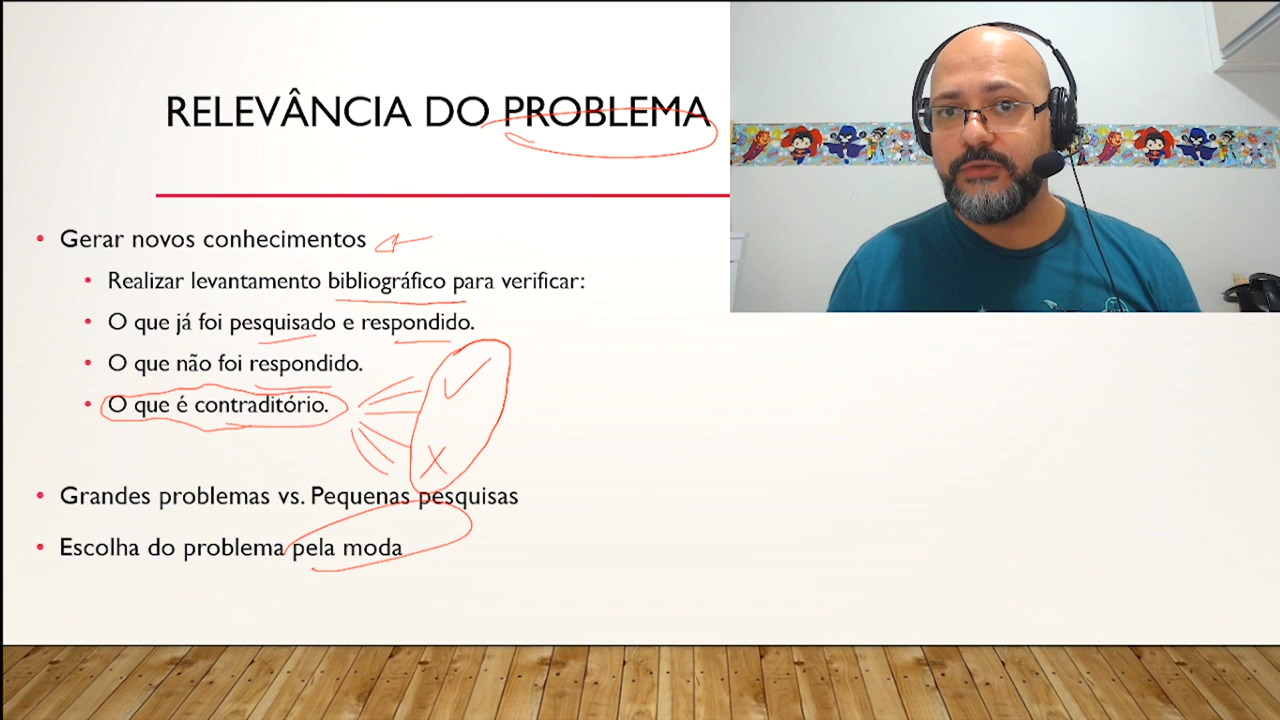 RELEVÂNCIA DO PROBLEMA
• Gerar novos conhecimentos
• Realizar levantamento bibliográfico para verificar:
• O que já foi pesquisado e respondido.
• O que não foi respondido.
• O que é contraditório.
• Grandes problemas vs. Pequenas pesquisas
• Escolha do problema pela moda